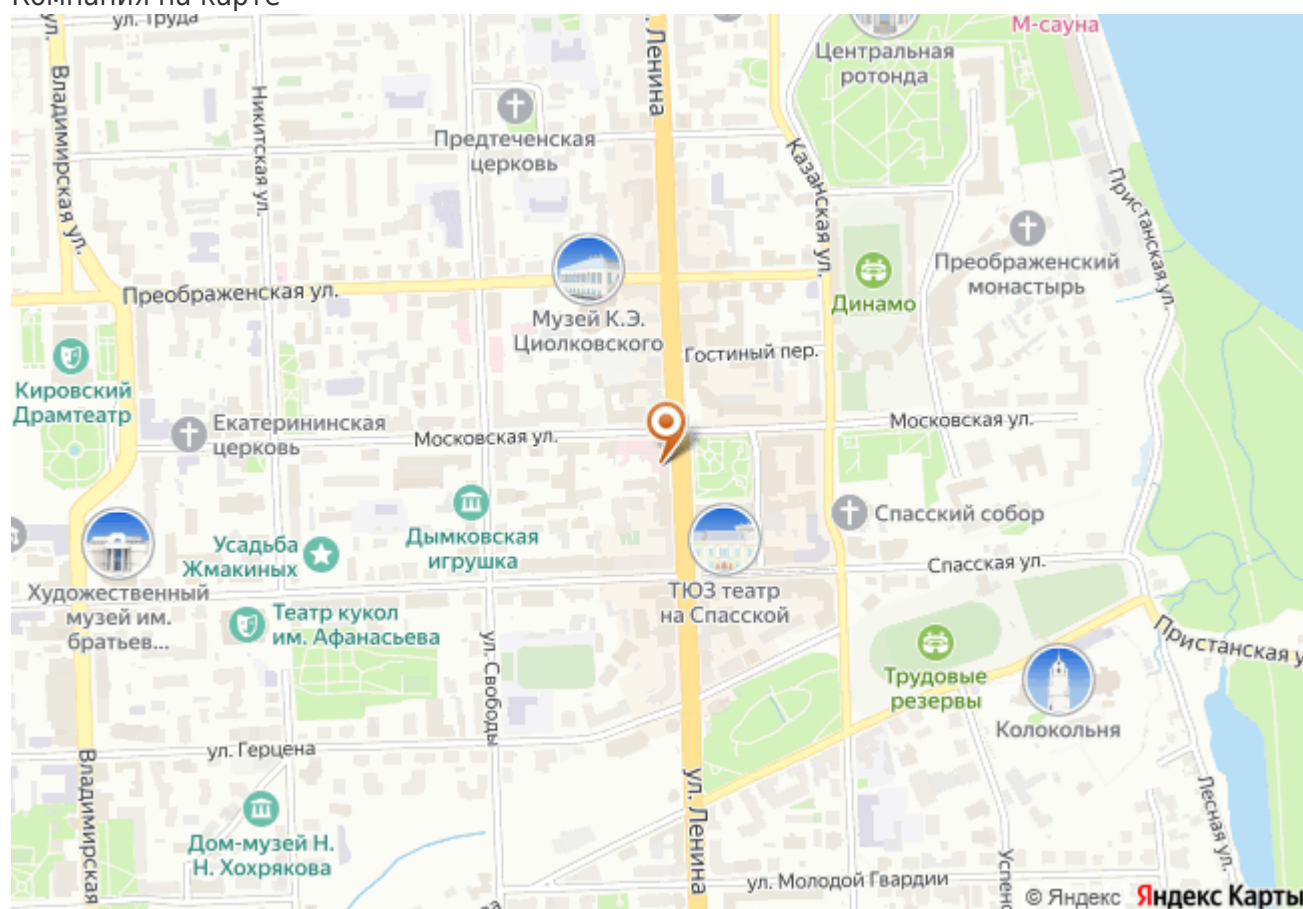 Компания на карте
ул. Труда
ул.
М-сауна
Центральная
ротонда
ул. Ленина
Владимирская ул.
Никитская ул.
Предтеченская
церковь
Казанская ул.
Пристанская ул.
Преображенский
монастырь
Преображенская ул.
Динамо
Музей К.Э.
Циолковского
Гостиный пер.
Кировский
Драмтеатр
Екатерининская
церковь
Московская ул.
Московская ул.
Спасский собор
Дымковская
игрушка
Усадьба
Жмакиных
Спасская ул.
Художественный
музей им.
братьев...
ТЮЗ театр
на Спасской
Театр кукол
им. Афанасьева
ул. Свободы
Трудовые
резервы
Пристанская у
Колокольня
ул. Герцена
Владимирская
ул. Ленина
Лесная ул.
Дом-музей Н.
Н. Хохрякова
ул. Молодой Гвардии
Успенс
© Яндекс Яндекс Карты